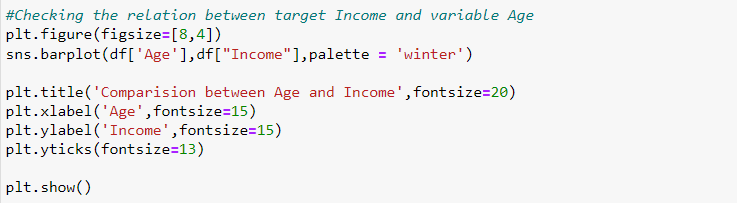 #Checking the relation between target Income and variable Age
plt.figure(figsize=[8,4])
sns.barplot(df['Age'],df["Income"],palette = 'winter')
plt.title('Comparision between Age and Income',fontsize=20)
plt.xlabel('Age',fontsize=15)
plt.ylabel('Income',fontsize=15)
plt.yticks(fontsize=13)
plt.show()